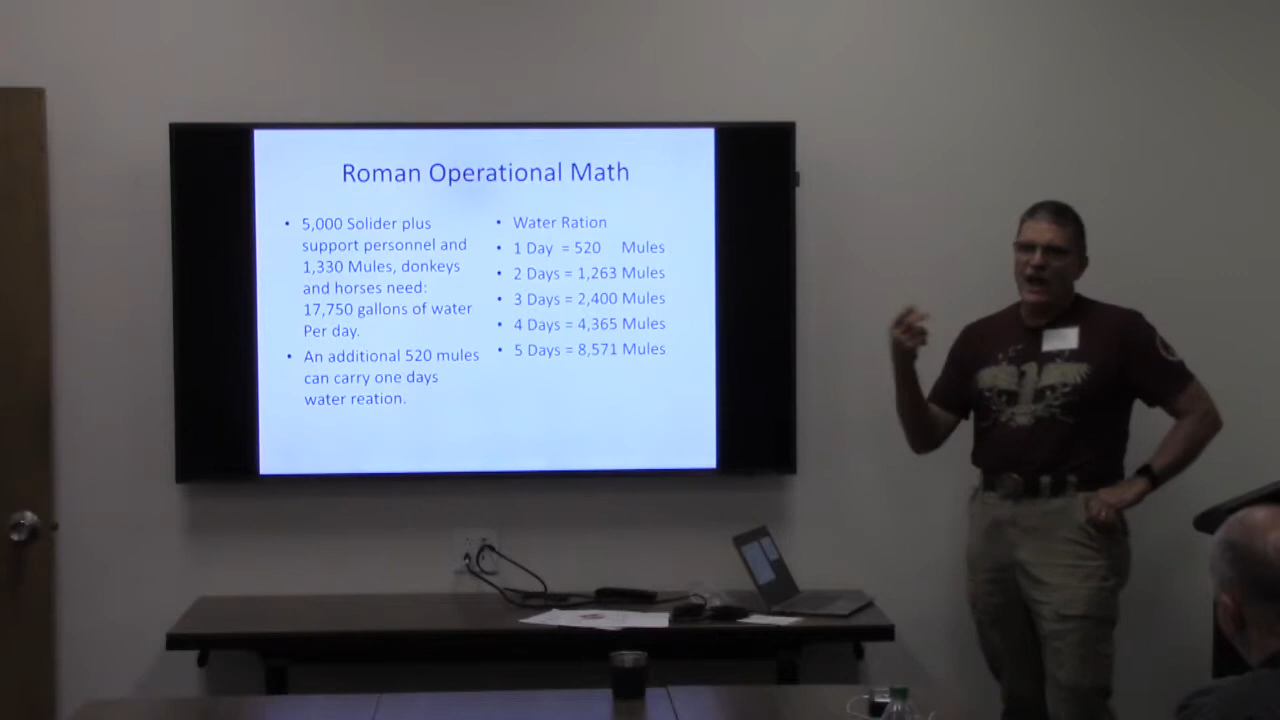 Roman Operational Math
• 5,000 Solider plus
support personnel and
1,330 Mules, donkeys
and horses need:
17,750 gallons of water
Per day.
• An additional 520 mules
can carry one days
water reation.
• Water Ration
• 1 Day = 520 Mules
• 2 Days = 1,263 Mules
• 3 Days = 2,400 Mules
• 4 Days = 4,365 Mules
• 5 Days = 8,571 Mules